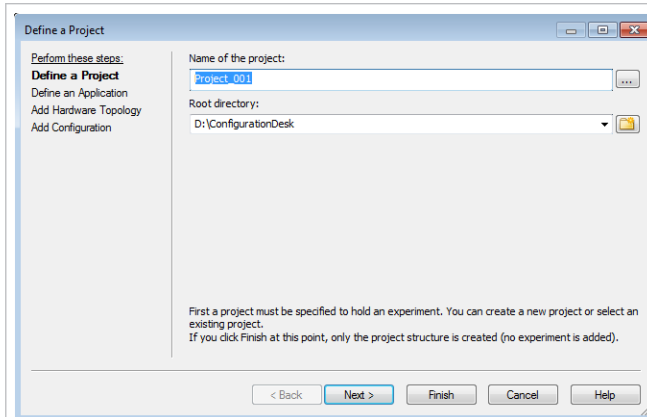 Define a Project
Perform these steps:
Define a Project
Define an Application
Add Hardware Topology
Add Configuration
Name of the project:
Project_001
...
Root directory:
D:\ConfigurationDesk
First a project must be specified to hold an experiment. You can create a new project or select an
existing project.
If you click Finish at this point, only the project structure is created (no experiment is added).
< Back
Next >
Finish
Cancel
Help